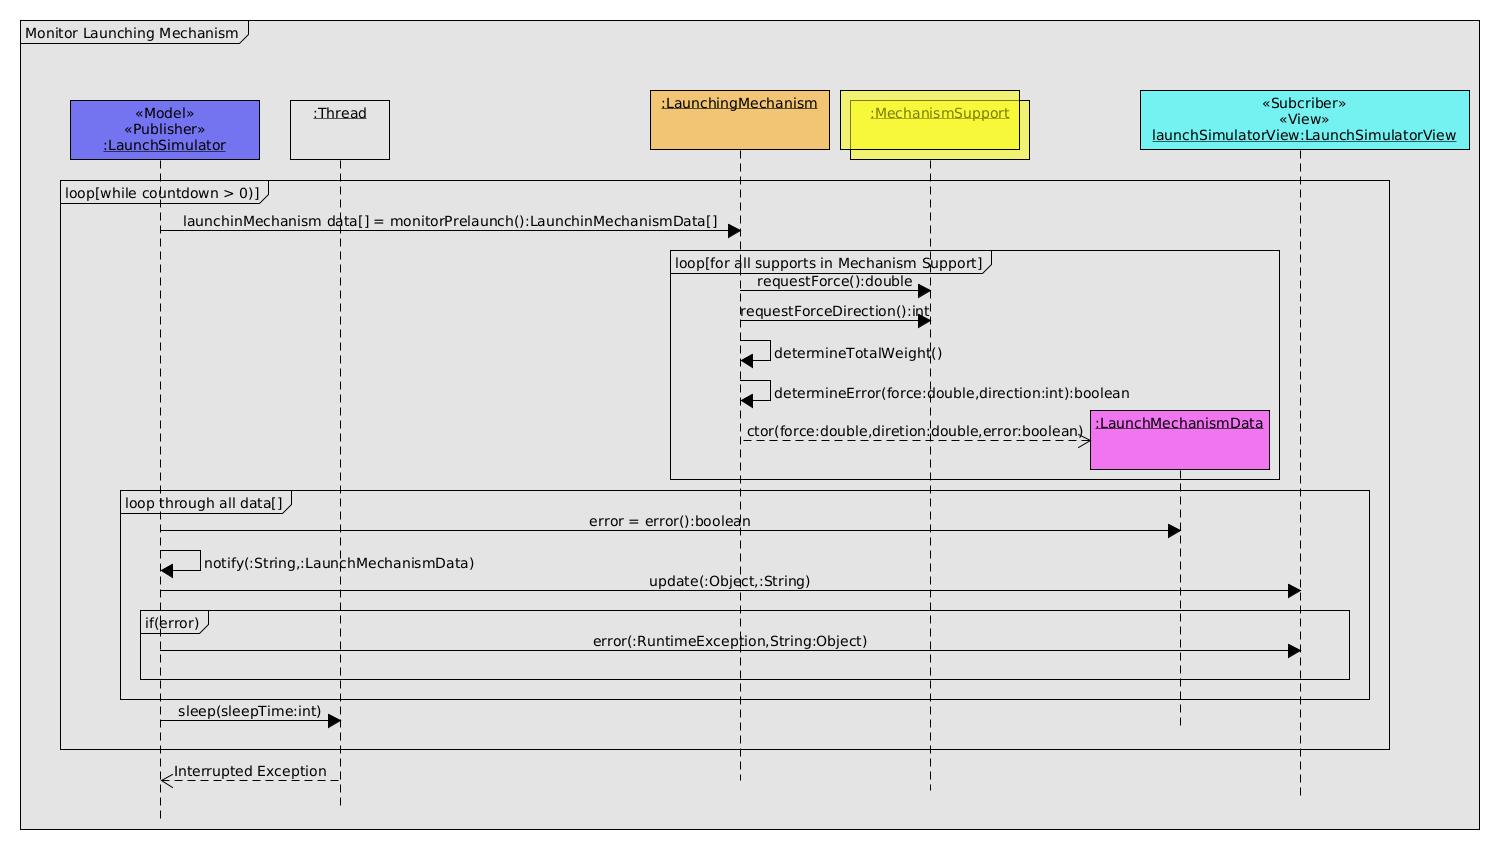 Monitor Launching Mechanism
«Model»
«Publisher»
:LaunchSimulator
:Thread
:LaunchingMechanism
:MechanismSupport
«Subcriber»
«View»
launchSimulatorView:LaunchSimulatorView
loop[while countdown > 0)]
launchinMechanism data[] = monitorPrelaunch():LaunchinMechanismData[]
loop[for all supports in Mechanism Support]
requestForce():double
requestForceDirection():int
determineTotalWeight()
determineError(force:double,direction:int):boolean
ctor(force:double,diretion:double,error:boolean)
:LaunchMechanismData
loop through all data[]
error = error():boolean
notify(:String,:LaunchMechanismData)
update(:Object,:String)
if(error)
error(:RuntimeException,String:Object)
sleep(sleepTime:int)
Interrupted Exception